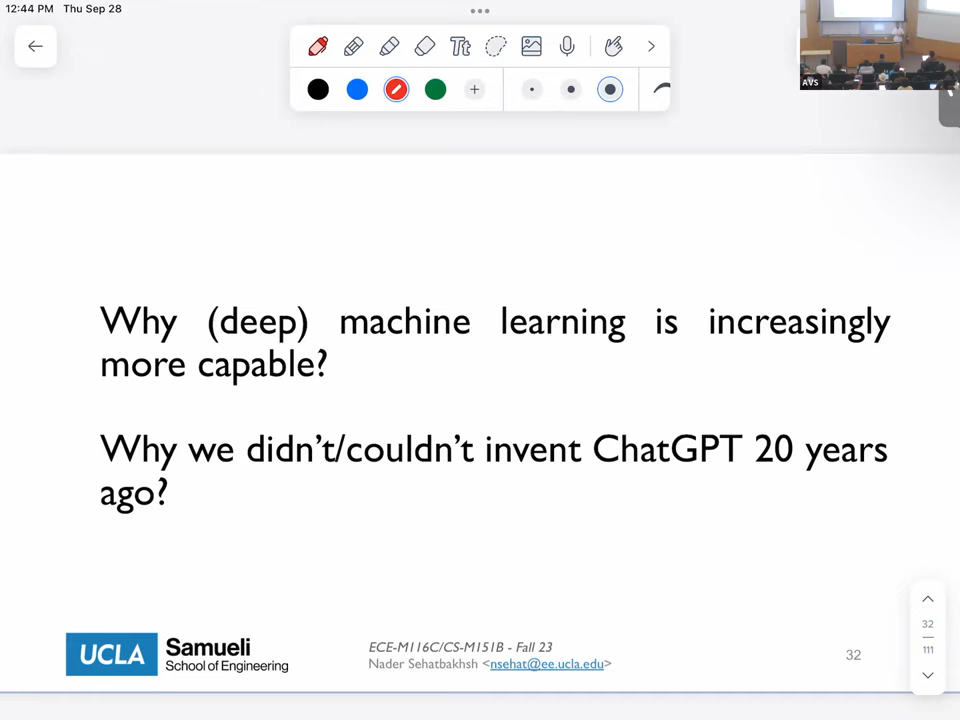 12:44 PM Thu Sep 28
Tt
AVS
Why (deep) machine learning is increasingly
more capable?
Why we didn't/couldn't invent ChatGPT 20 years
ago?
32
111
UCLA Samueli
School of Engineering
ECE-M116C/CS-M151B - Fall 23
Nader Sehatbakhsh <nsehat@ee.ucla.edu>
32